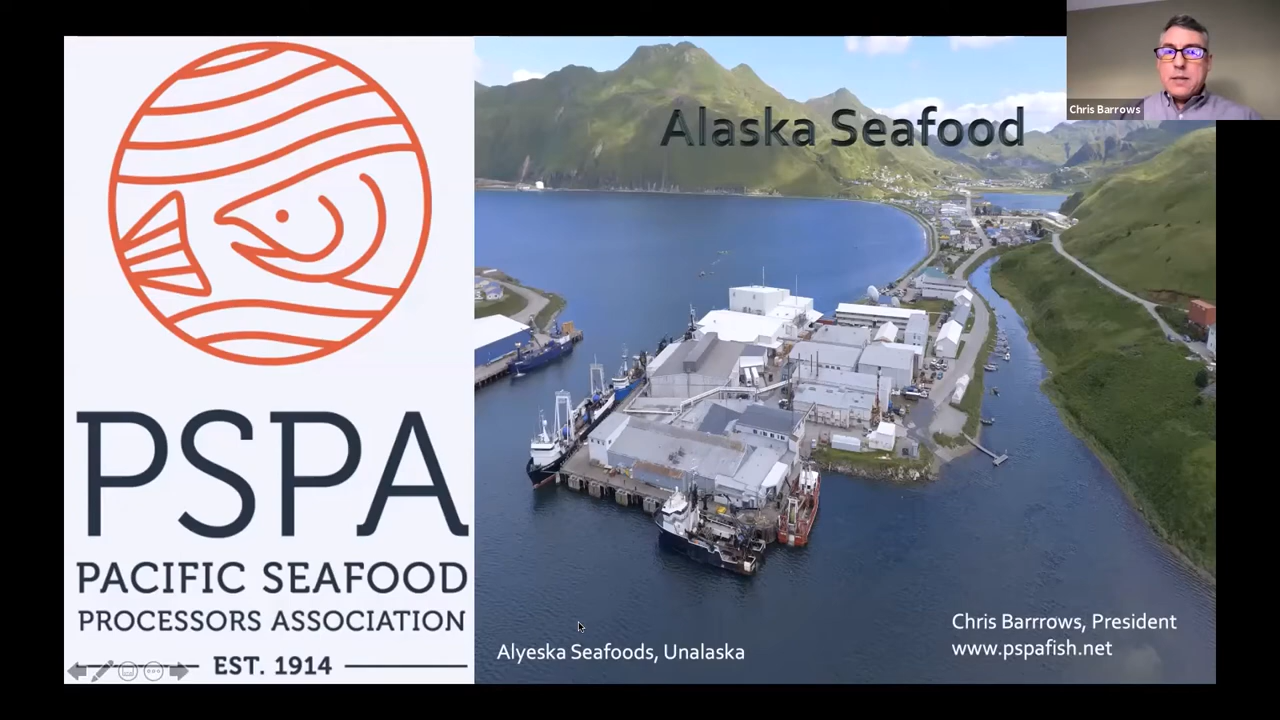 PSPA
PACIFIC SEAFOOD
PROCESSORS ASSOCIATION
EST. 1914
Alaska Seafood
Alyeska Seafoods, Unalaska
Chris Barrrows, President
www.pspafish.net
Chris Barrows